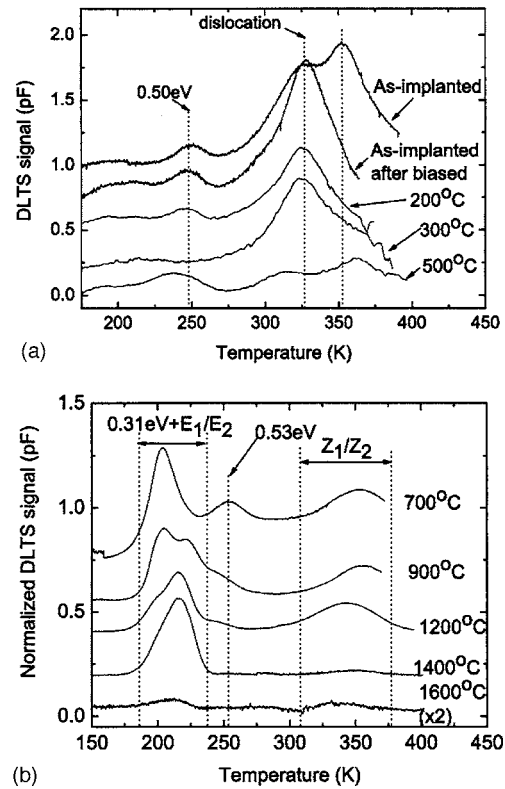 dislocation
2.0
0.50eV
As-implanted
1.5
As-implanted
after biased
1.0
200°C
0.5
300°C
500°C
0.0
DLTS signal (pF)
200 250 300 350 400 450
(a)
Temperature (K)
1.5
0.31eV+E₁/E₂
0.53eV
Z₁/Z₂
700°C
1.0
900°C
0.5
1200°C
1400°C
1600°C
(x2)
0.0
Normalized DLTS signal (pF)
150 200 250 300 350 400 450
(b)
Temperature (K)